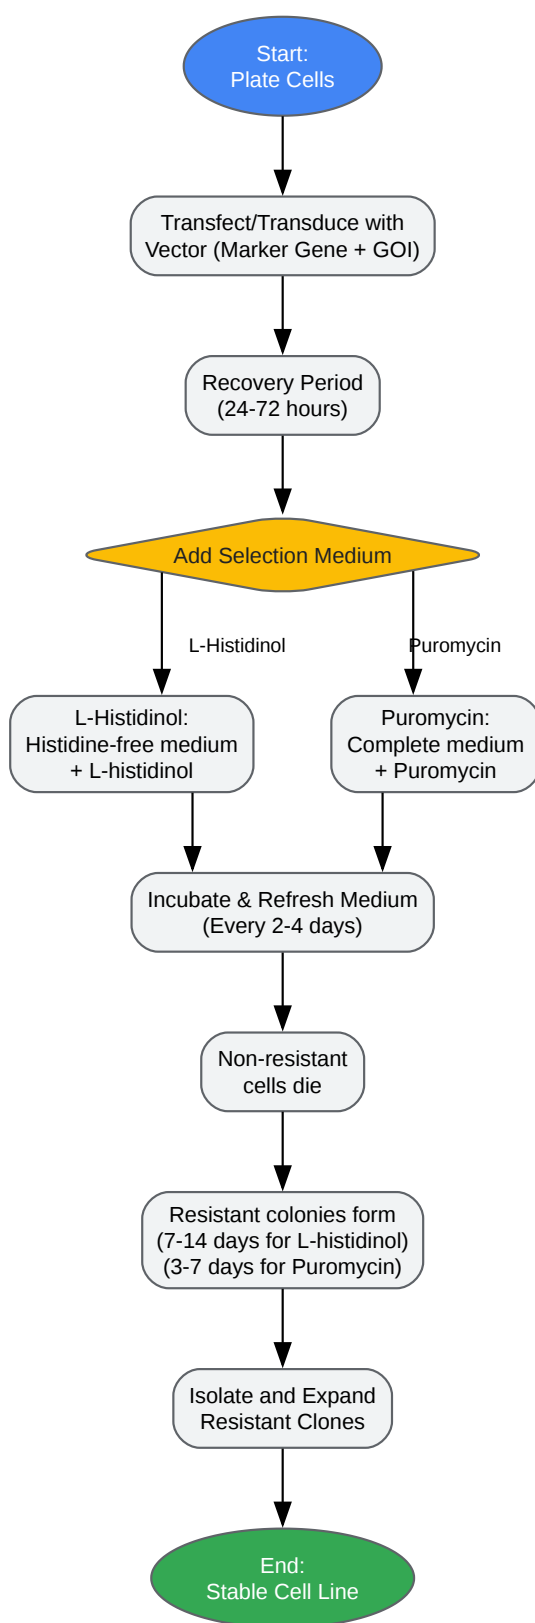 Start:
Plate Cells
Transfect/Transduce with
Vector (Marker Gene + GOI)
Recovery Period
(24-72 hours)
Add Selection Medium
L-Histidinol
Puromycin
L-Histidinol:
Histidine-free medium
+ L-histidinol
Puromycin:
Complete medium
+ Puromycin
Incubate & Refresh Medium
(Every 2-4 days)
Non-resistant
cells die
Resistant colonies form
(7-14 days for L-histidinol)
(3-7 days for Puromycin)
Isolate and Expand
Resistant Clones
End:
Stable Cell Line